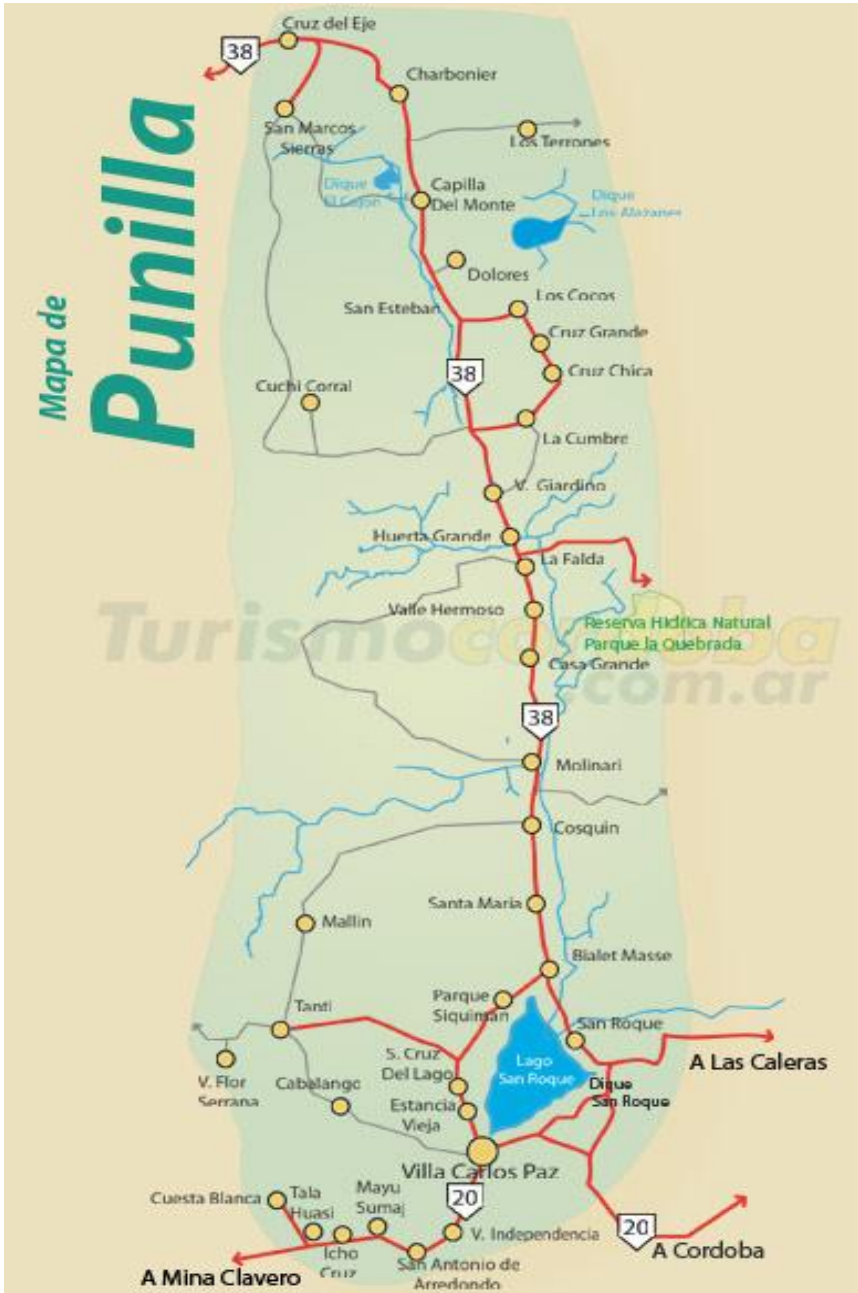 Mapa de
Punilla
Cruz del Eje
38
Charbonier
San Marcos
Sierras
Los Terrones
Dique
El Cajon
Capilla
Del Monte
Dique
Los Alazanes
Dolores
Los Cocos
San Esteban
Cruz Grande
38
Cruz Chica
Cuchi Corral
La Cumbre
V. Giardino
Huerta Grande
La Falda
Valle Hermoso
Reserva Hidrica Natural
Parque la Quebrada
Turismocordoba
.com.ar
Casa Grande
38
Molinari
Cosquin
Santa Maria
Mallin
Bialet Masse
Parque
Siquiman
Tanti
San Roque
A Las Caleras
S. Cruz
Del Lago
Lago
San Roque
Dique
San Roque
V. Flor
Serrana
Cabalango
Estancia
Vieja
Villa Carlos Paz
20
Cuesta Blanca
Tala
Huasi
Mayu
Sumaj
V. Independencia
20
A Cordoba
Icho
Cruz
San Antonio de
Arredondo
A Mina Clavero